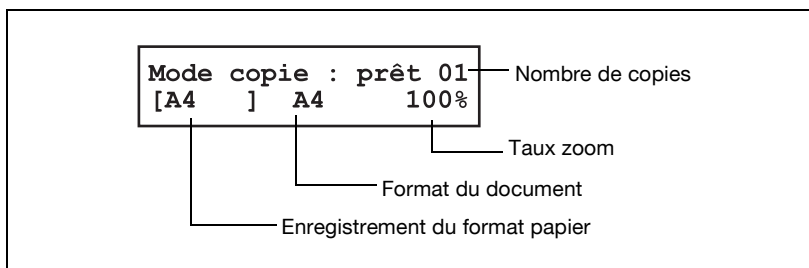 Mode copie : prêt 01
Nombre de copies
[A4 ] A4 100%
Taux zoom
Format du document
Enregistrement du format papier